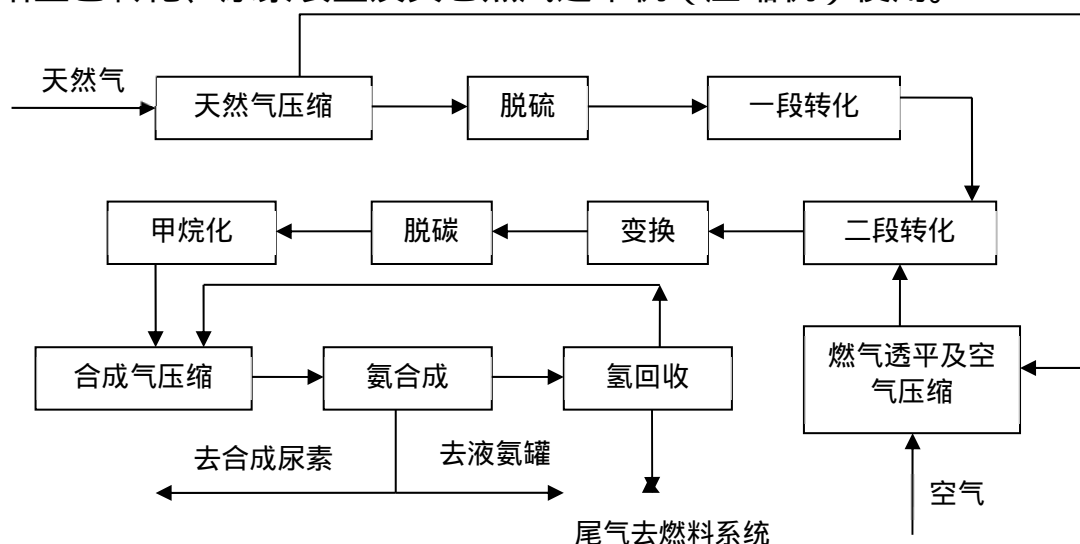 天然气
天然气压缩
脱硫
一段转化
甲烷化
脱碳
变换
二段转化
合成气压缩
氨合成
氢回收
燃气透平及空
气压缩
去合成尿素
去液氨罐
空气
尾气去燃料系统